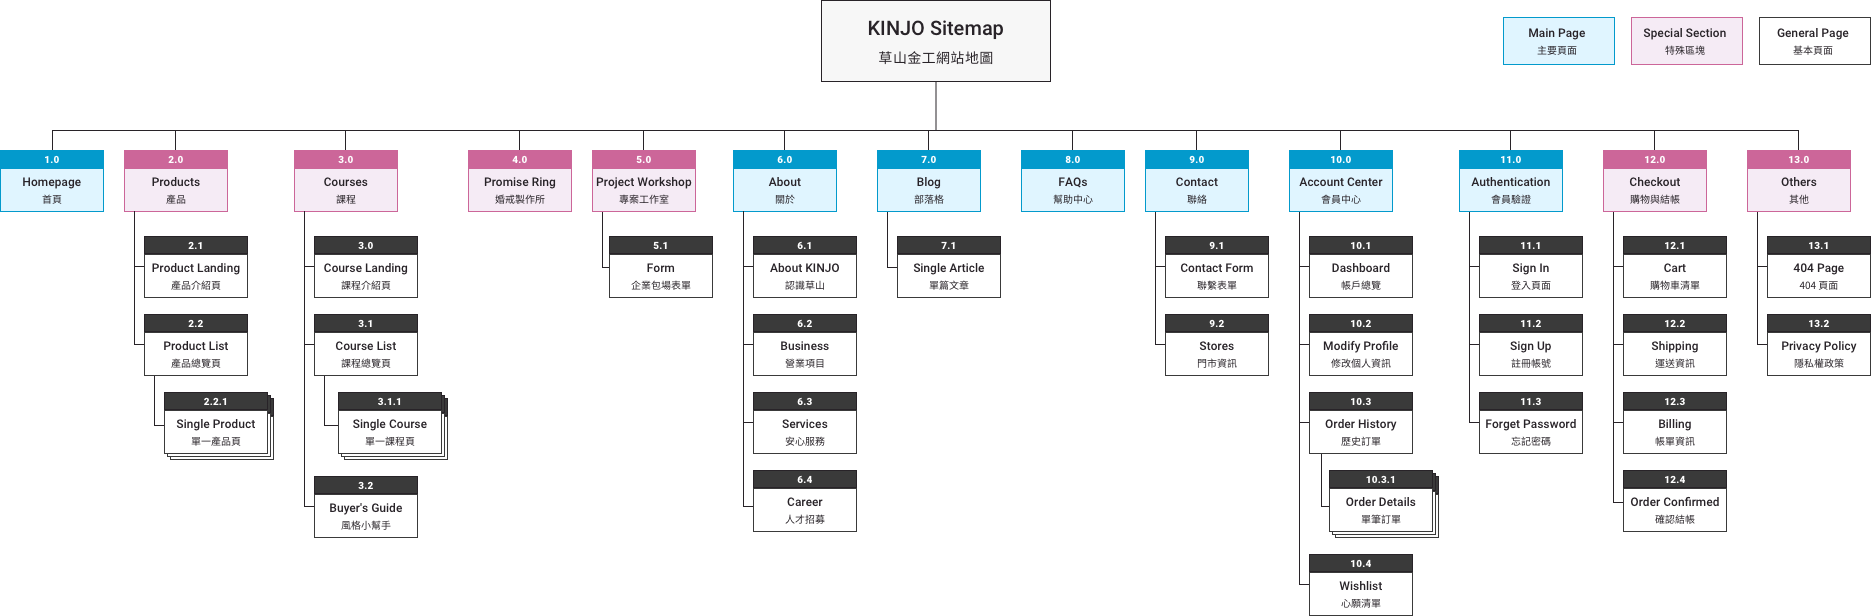 KINJO Sitemap
草山金工網站地圖
Main Page
主要頁面
Special Section
特殊區塊
General Page
基本頁面
1.0
Homepage
首頁
2.0
Products
產品
2.1
Product Landing
產品介紹頁
2.2
Product List
產品總覽頁
2.2.1
Single Product
單一產品頁
3.0
Courses
課程
3.0
Course Landing
課程介紹頁
3.1
Course List
課程總覽頁
3.1.1
Single Course
單一課程頁
3.2
Buyer's Guide
風格小幫手
4.0
Promise Ring
婚戒製作所
5.0
Project Workshop
專案工作室
5.1
Form
企業包場表單
6.0
About
關於
6.1
About KINJO
認識草山
6.2
Business
營業項目
6.3
Services
安心服務
6.4
Career
人才招募
7.0
Blog
部落格
7.1
Single Article
單篇文章
8.0
FAQs
幫助中心
9.0
Contact
聯絡
9.1
Contact Form
聯繫表單
9.2
Stores
門市資訊
10.0
Account Center
會員中心
10.1
Dashboard
帳戶總覽
10.2
Modify Profile
修改個人資訊
10.3
Order History
歷史訂單
10.3.1
Order Details
單筆訂單
10.4
Wishlist
心願清單
11.0
Authentication
會員驗證
11.1
Sign In
登入頁面
11.2
Sign Up
註冊帳號
11.3
Forget Password
忘記密碼
12.0
Checkout
購物與結帳
12.1
Cart
購物車清單
12.2
Shipping
運送資訊
12.3
Billing
帳單資訊
12.4
Order Confirmed
確認結帳
13.0
Others
其他
13.1
404 Page
404 頁面
13.2
Privacy Policy
隱私權政策